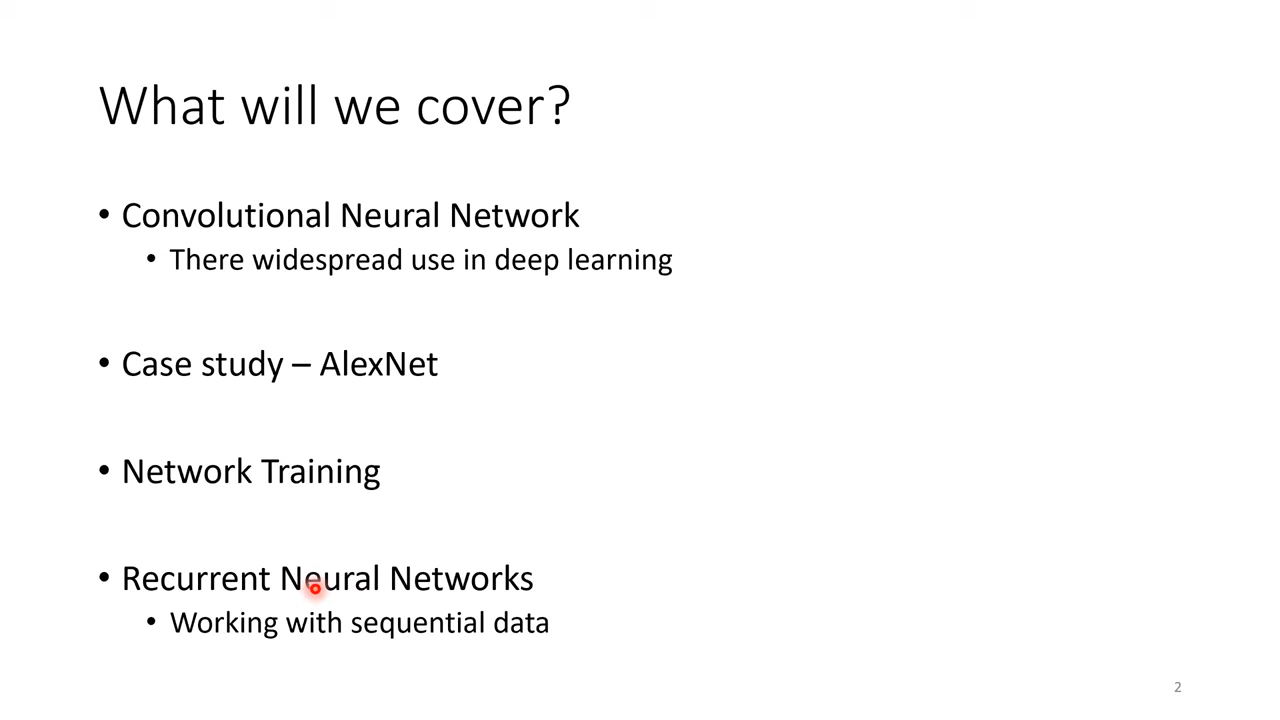 What will we cover?
• Convolutional Neural Network
• There widespread use in deep learning
• Case study – AlexNet
• Network Training
• Recurrent Neural Networks
• Working with sequential data
2